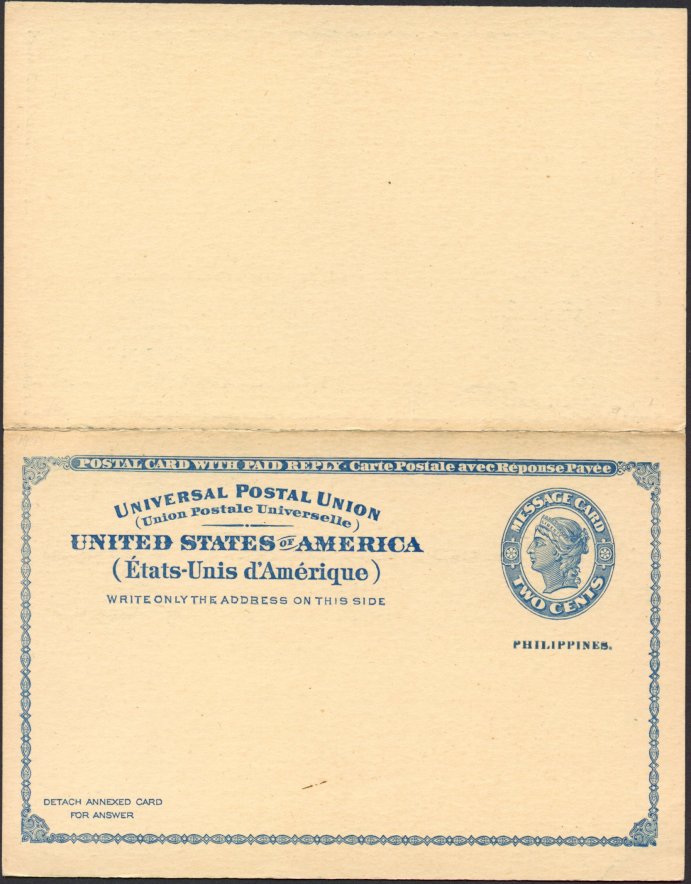 POSTAL CARD WITH PAID REPLY · Carte Postale avec Réponse Payée
UNIVERSAL POSTAL UNION
(Union Postale Universelle)
UNITED STATES OF AMERICA
(États-Unis d'Amérique)
WRITE ONLY THE ADDRESS ON THIS SIDE
MESSAGE CARD
TWO CENTS
PHILIPPINES.
DETACH ANNEXED CARD
FOR ANSWER